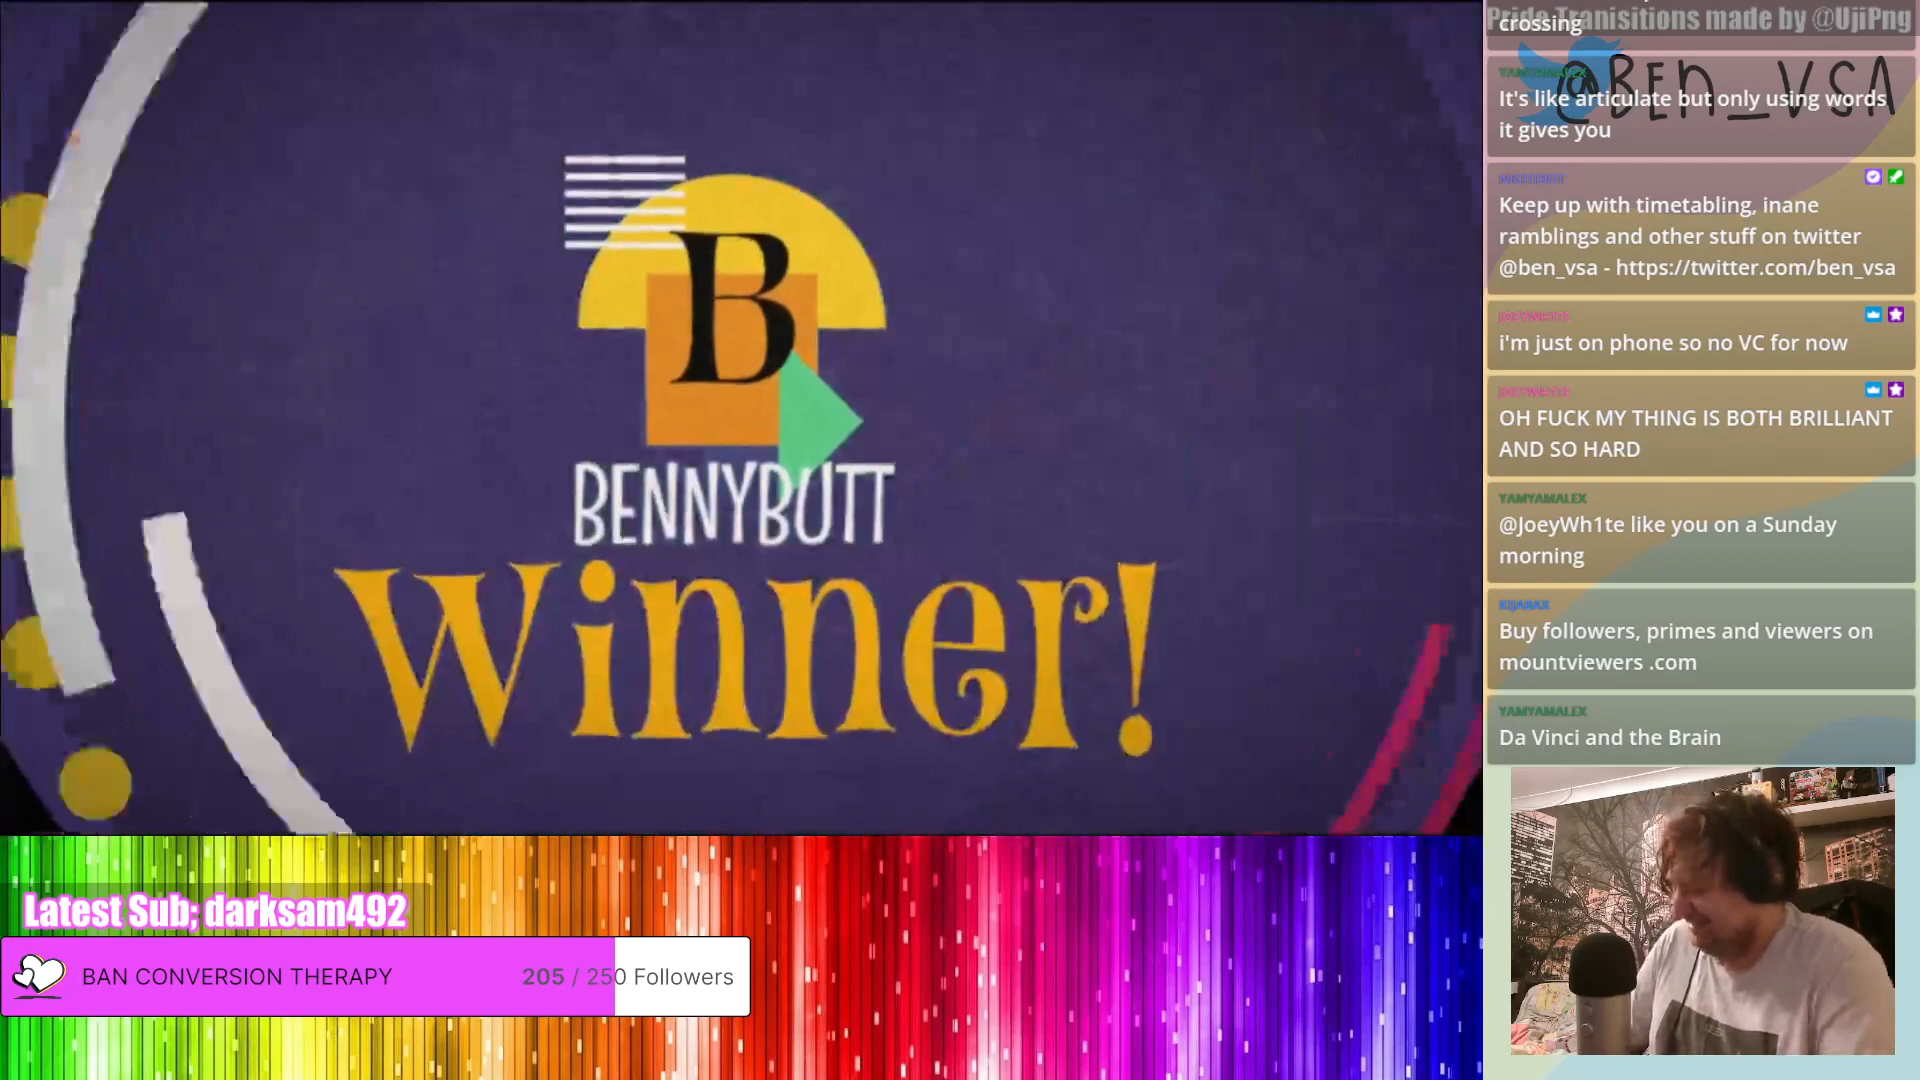 B
BENNYBUTT
Winner!
Latest Sub; darksam492
BAN CONVERSION THERAPY
205 / 250 Followers
Pride Tranisitions made by @UjiPng
@BEN_VSA
crossing
YAMYAMALEX
It's like articulate but only using words
it gives you
NIGHTBOT
Keep up with timetabling, inane
ramblings and other stuff on twitter
@ben_vsa - https://twitter.com/ben_vsa
JOEYWH1TE
i'm just on phone so no VC for now
JOEYWH1TE
OH FUCK MY THING IS BOTH BRILLIANT
AND SO HARD
YAMYAMALEX
@JoeyWh1te like you on a Sunday
morning
Buy followers, primes and viewers on
mountviewers .com
YAMYAMALEX
Da Vinci and the Brain